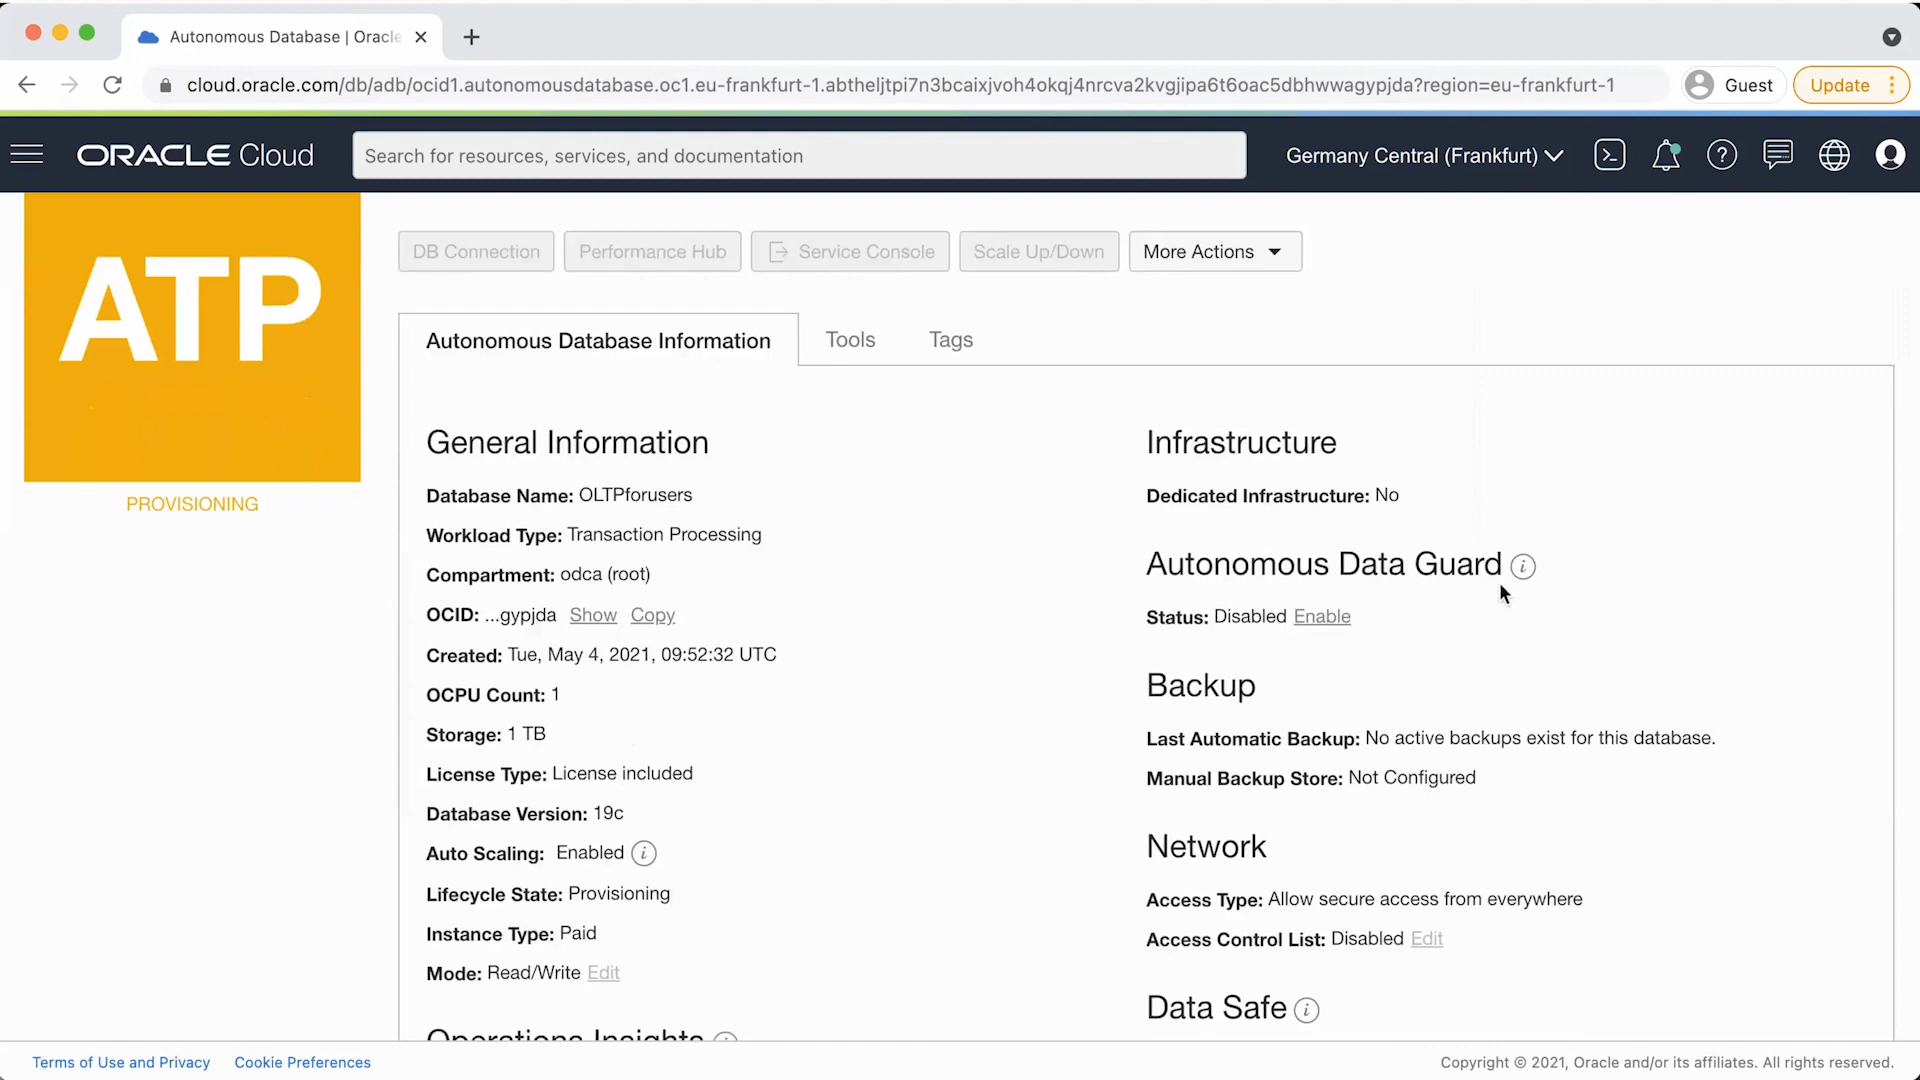 Autonomous Database | Oracle
cloud.oracle.com/db/adb/ocid1.autonomousdatabase.oc1.eu-frankfurt-1.abtheljtpi7n3bcaixjvoh4okqj4nrcva2kvgjipa6t6oac5dbhwwagypjda?region=eu-frankfurt-1
Guest
Update
ORACLE Cloud
Search for resources, services, and documentation
Germany Central (Frankfurt)
ATP
PROVISIONING
DB Connection
Performance Hub
Service Console
Scale Up/Down
More Actions
Autonomous Database Information
Tools
Tags
General Information
Database Name: OLTPforusers
Workload Type: Transaction Processing
Compartment: odca (root)
OCID: ...gypjda Show Copy
Created: Tue, May 4, 2021, 09:52:32 UTC
OCPU Count: 1
Storage: 1 TB
License Type: License included
Database Version: 19c
Auto Scaling: Enabled
Lifecycle State: Provisioning
Instance Type: Paid
Mode: Read/Write Edit
Operations Insights
Infrastructure
Dedicated Infrastructure: No
Autonomous Data Guard
Status: Disabled Enable
Backup
Last Automatic Backup: No active backups exist for this database.
Manual Backup Store: Not Configured
Network
Access Type: Allow secure access from everywhere
Access Control List: Disabled Edit
Data Safe
Terms of Use and Privacy
Cookie Preferences
Copyright © 2021, Oracle and/or its affiliates. All rights reserved.